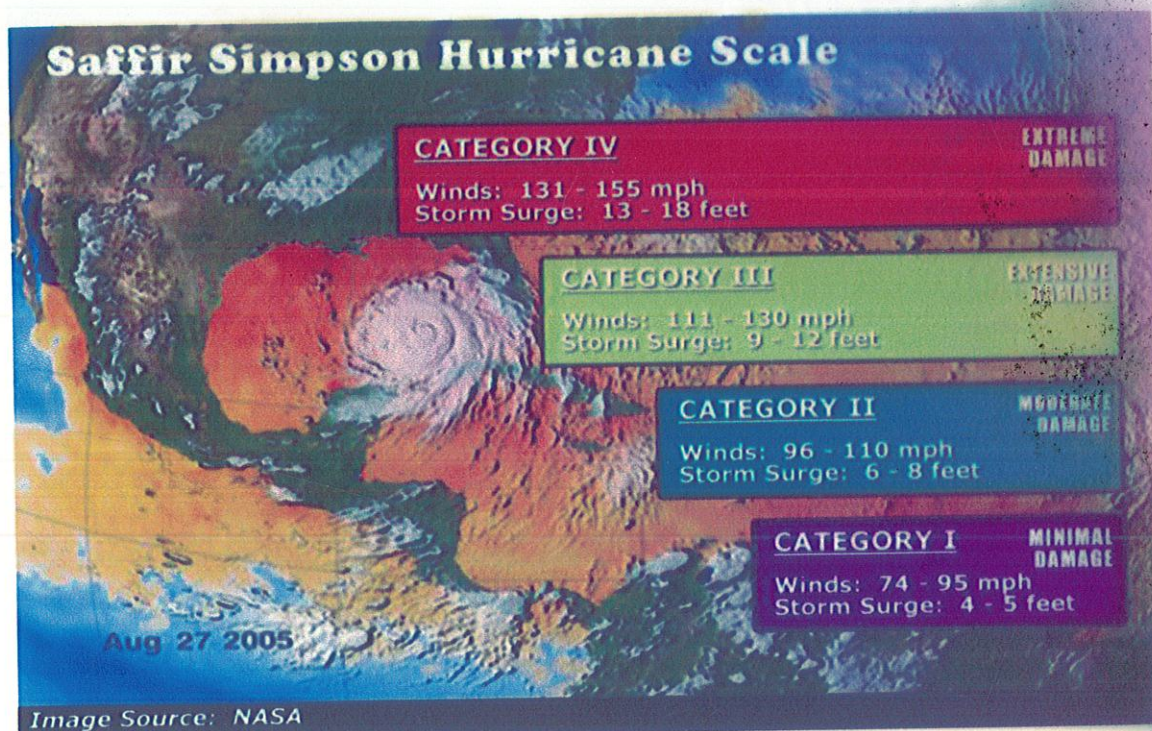 Saffir Simpson Hurricane Scale
CATEGORY IV
EXTREME
DAMAGE
Winds: 131 - 155 mph
Storm Surge: 13 - 18 feet
CATEGORY III
EXTENSIVE
DAMAGE
Winds: 111 - 130 mph
Storm Surge: 9 - 12 feet
CATEGORY II
MODERATE
DAMAGE
Winds: 96 - 110 mph
Storm Surge: 6 - 8 feet
CATEGORY I
MINIMAL
DAMAGE
Winds: 74 - 95 mph
Storm Surge: 4 - 5 feet
Aug 27 2005
Image Source: NASA